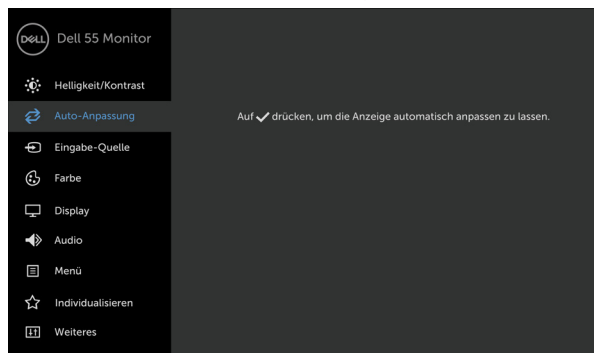 DELL
Dell 55 Monitor
Helligkeit/Kontrast
Auto-Anpassung
Auf ✓ drücken, um die Anzeige automatisch anpassen zu lassen.
Eingabe-Quelle
Farbe
Display
Audio
Menü
Individualisieren
Weiteres